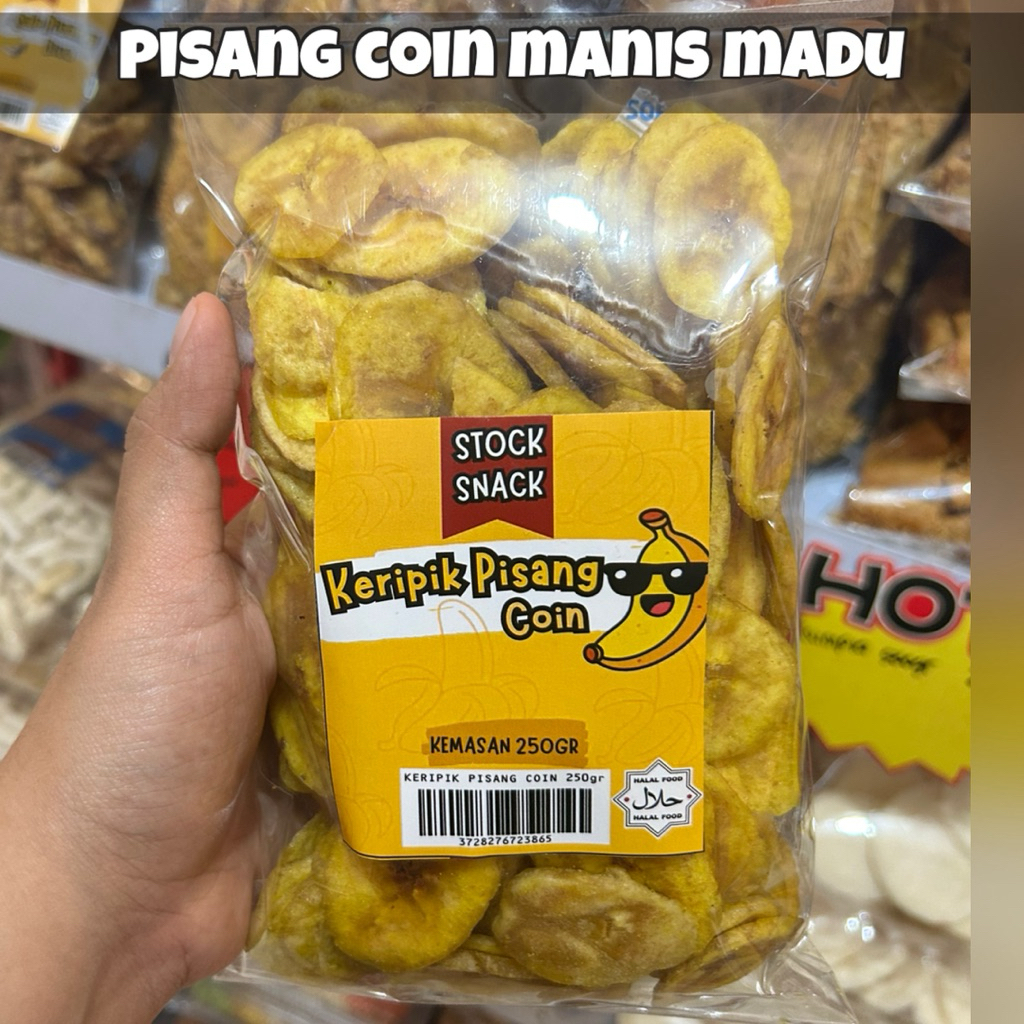 PISANG COIN MANIS MADU
STOCK
SNACK
Keripik Pisang
Coin
KEMASAN 250GR
KERIPIK PISANG COIN 250gr
3728276723865
HALAL FOOD
حلال
HALAL FOOD
HOT